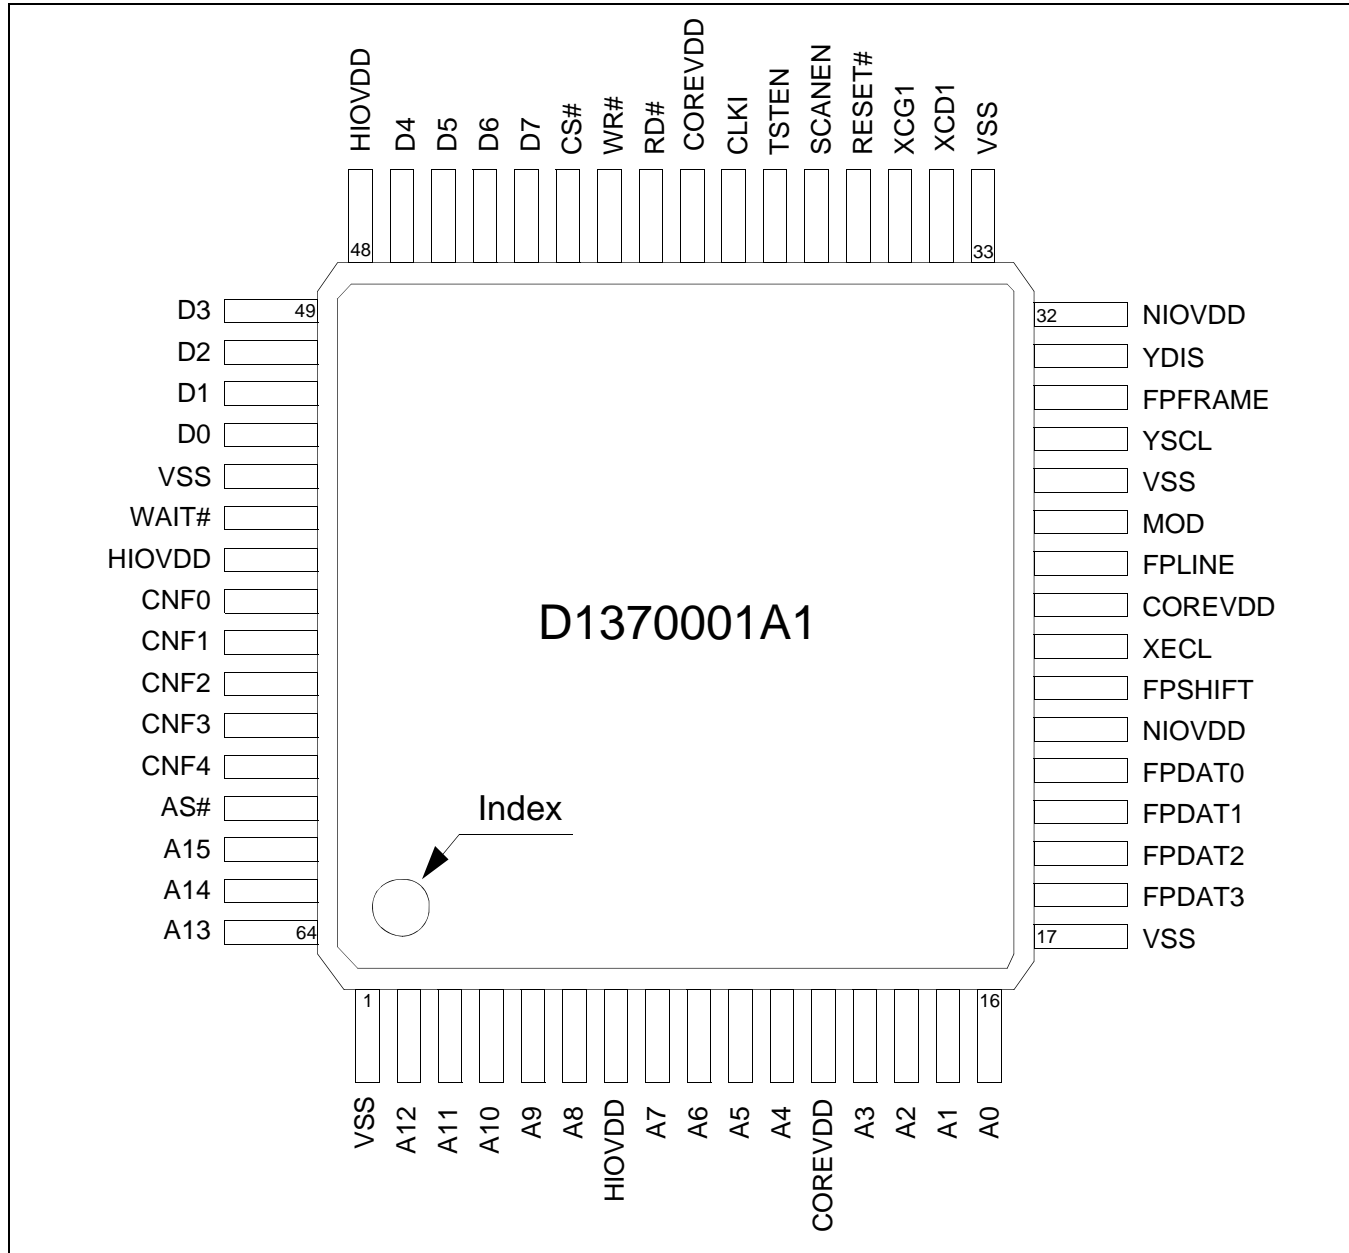 HIOVDD
D4
D5
D6
D7
CS#
WR#
RD#
COREVDD
CLKI
TSTEN
SCANEN
RESET#
XCG1
XCD1
VSS
48
33
D3
49
D2
D1
D0
VSS
WAIT#
HIOVDD
CNF0
CNF1
CNF2
CNF3
CNF4
AS#
A15
A14
A13
64
D1370001A1
Index
32
NIOVDD
YDIS
FPFRAME
YSCL
VSS
MOD
FPLINE
COREVDD
XECL
FPSHIFT
NIOVDD
FPDAT0
FPDAT1
FPDAT2
FPDAT3
17
VSS
1
16
VSS
A12
A11
A10
A9
A8
HIOVDD
A7
A6
A5
A4
COREVDD
A3
A2
A1
A0